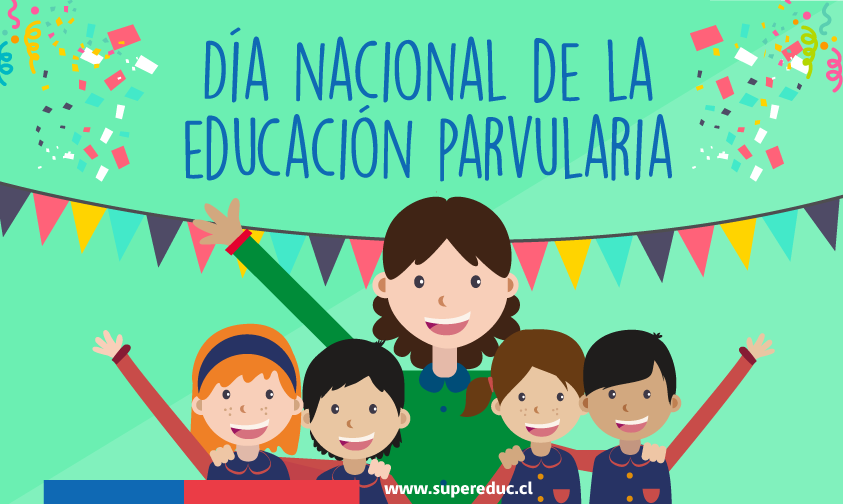 DÍA NACIONAL DE LA
EDUCACIÓN PARVULARIA
www.supereduc.cl